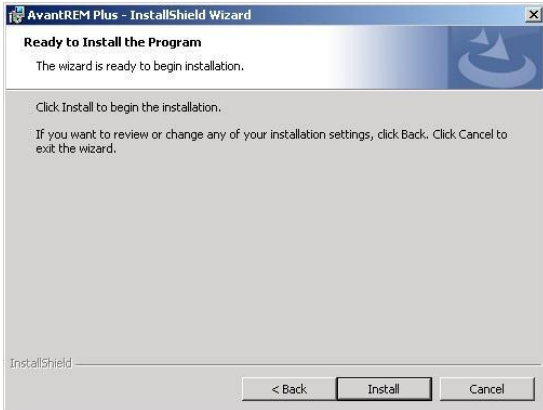 AvantREM Plus - InstallShield Wizard
Ready to Install the Program
The wizard is ready to begin installation.
Click Install to begin the installation.
If you want to review or change any of your installation settings, click Back. Click Cancel to
exit the wizard.
InstallShield
< Back
Install
Cancel